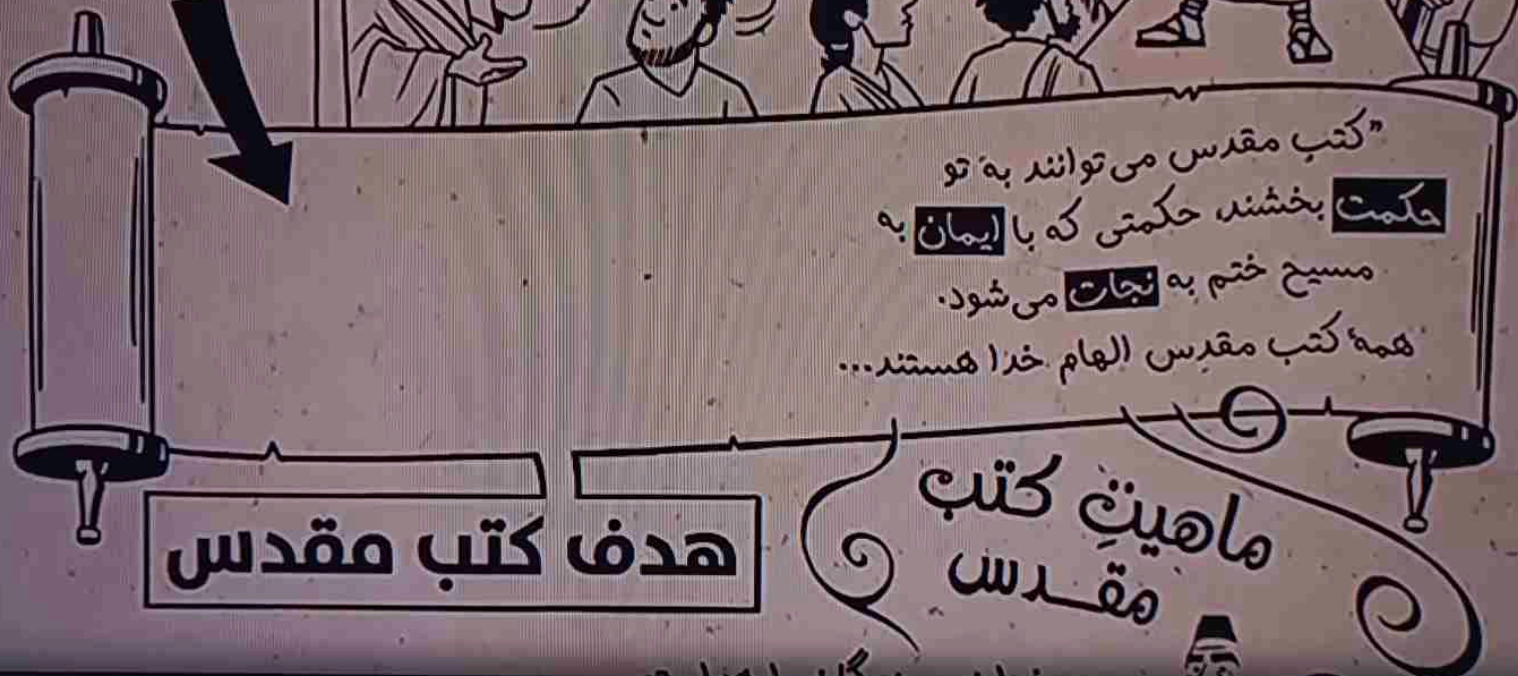 ”کتب مقدس می‌توانند به تو
حکمت بخشند، حکمتی که با ایمان به
مسیح ختم به نجات می‌شود.
همهٔ کتب مقدس الهام خدا هستند...
ماهیتِ کتب
مقدس
هدف کتب مقدس